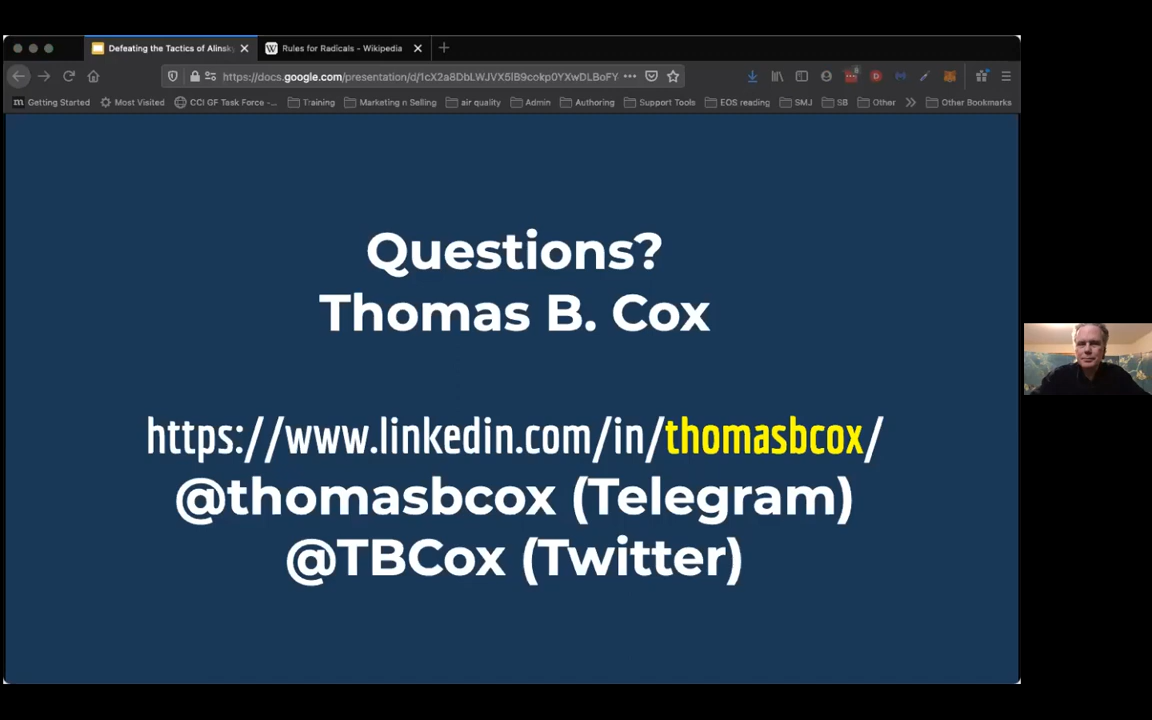 Defeating the Tactics of Alinsky
Rules for Radicals - Wikipedia
https://docs.google.com/presentation/d/1cX2a8DbLWJVX5lB9cokp0YXwDLBoFY
Getting Started Most Visited CCI GF Task Force -... Training Marketing n Selling air quality Admin Authoring Support Tools EOS reading SMJ SB Other Other Bookmarks
Questions?
Thomas B. Cox
https://www.linkedin.com/in/thomasbcox/
@thomasbcox (Telegram)
@TBCox (Twitter)